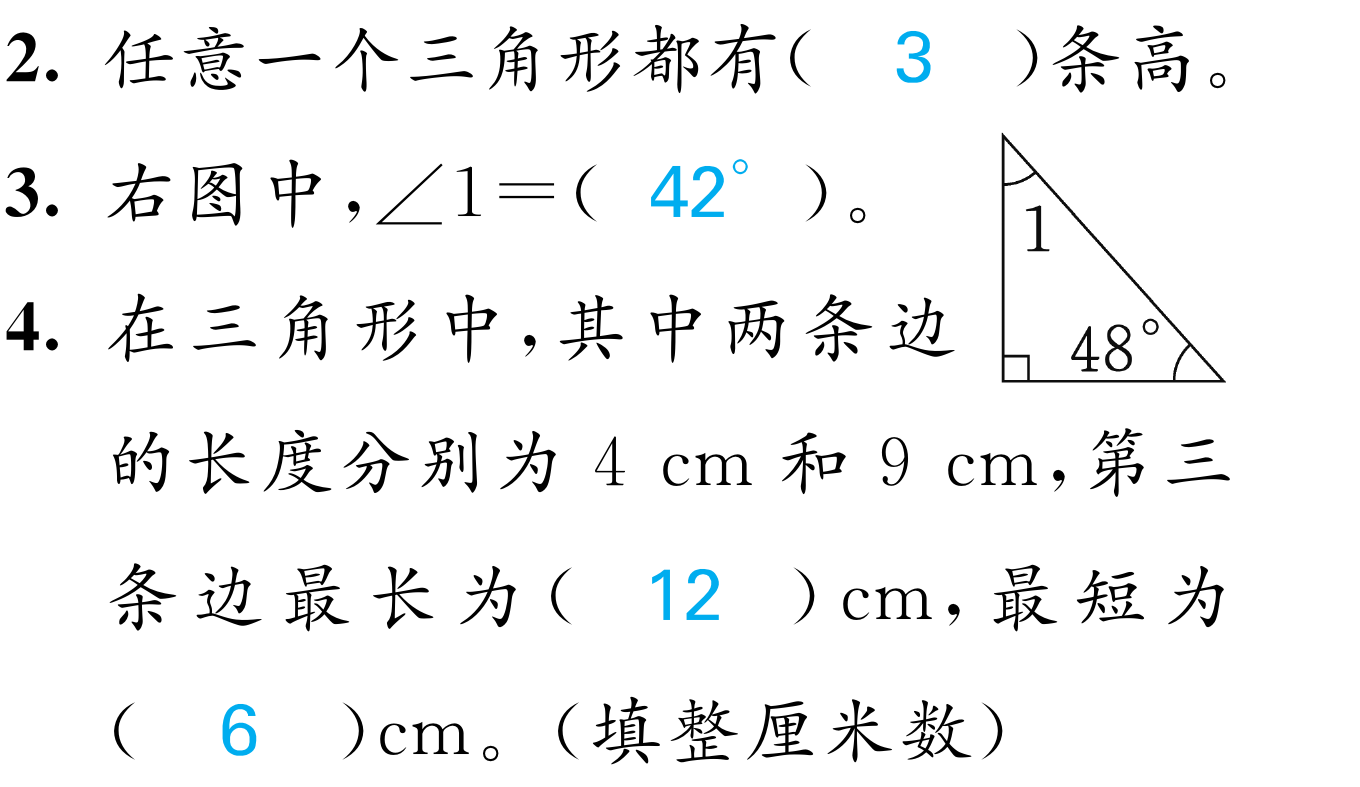 2. 任意一个三角形都有( 3 )条高。
3. 右图中,∠1=( 42° )。
1
4. 在三角形中,其中两条边
48°
的长度分别为 4 cm 和 9 cm,第三
条边最长为( 12 )cm,最短为
( 6 )cm。(填整厘米数)